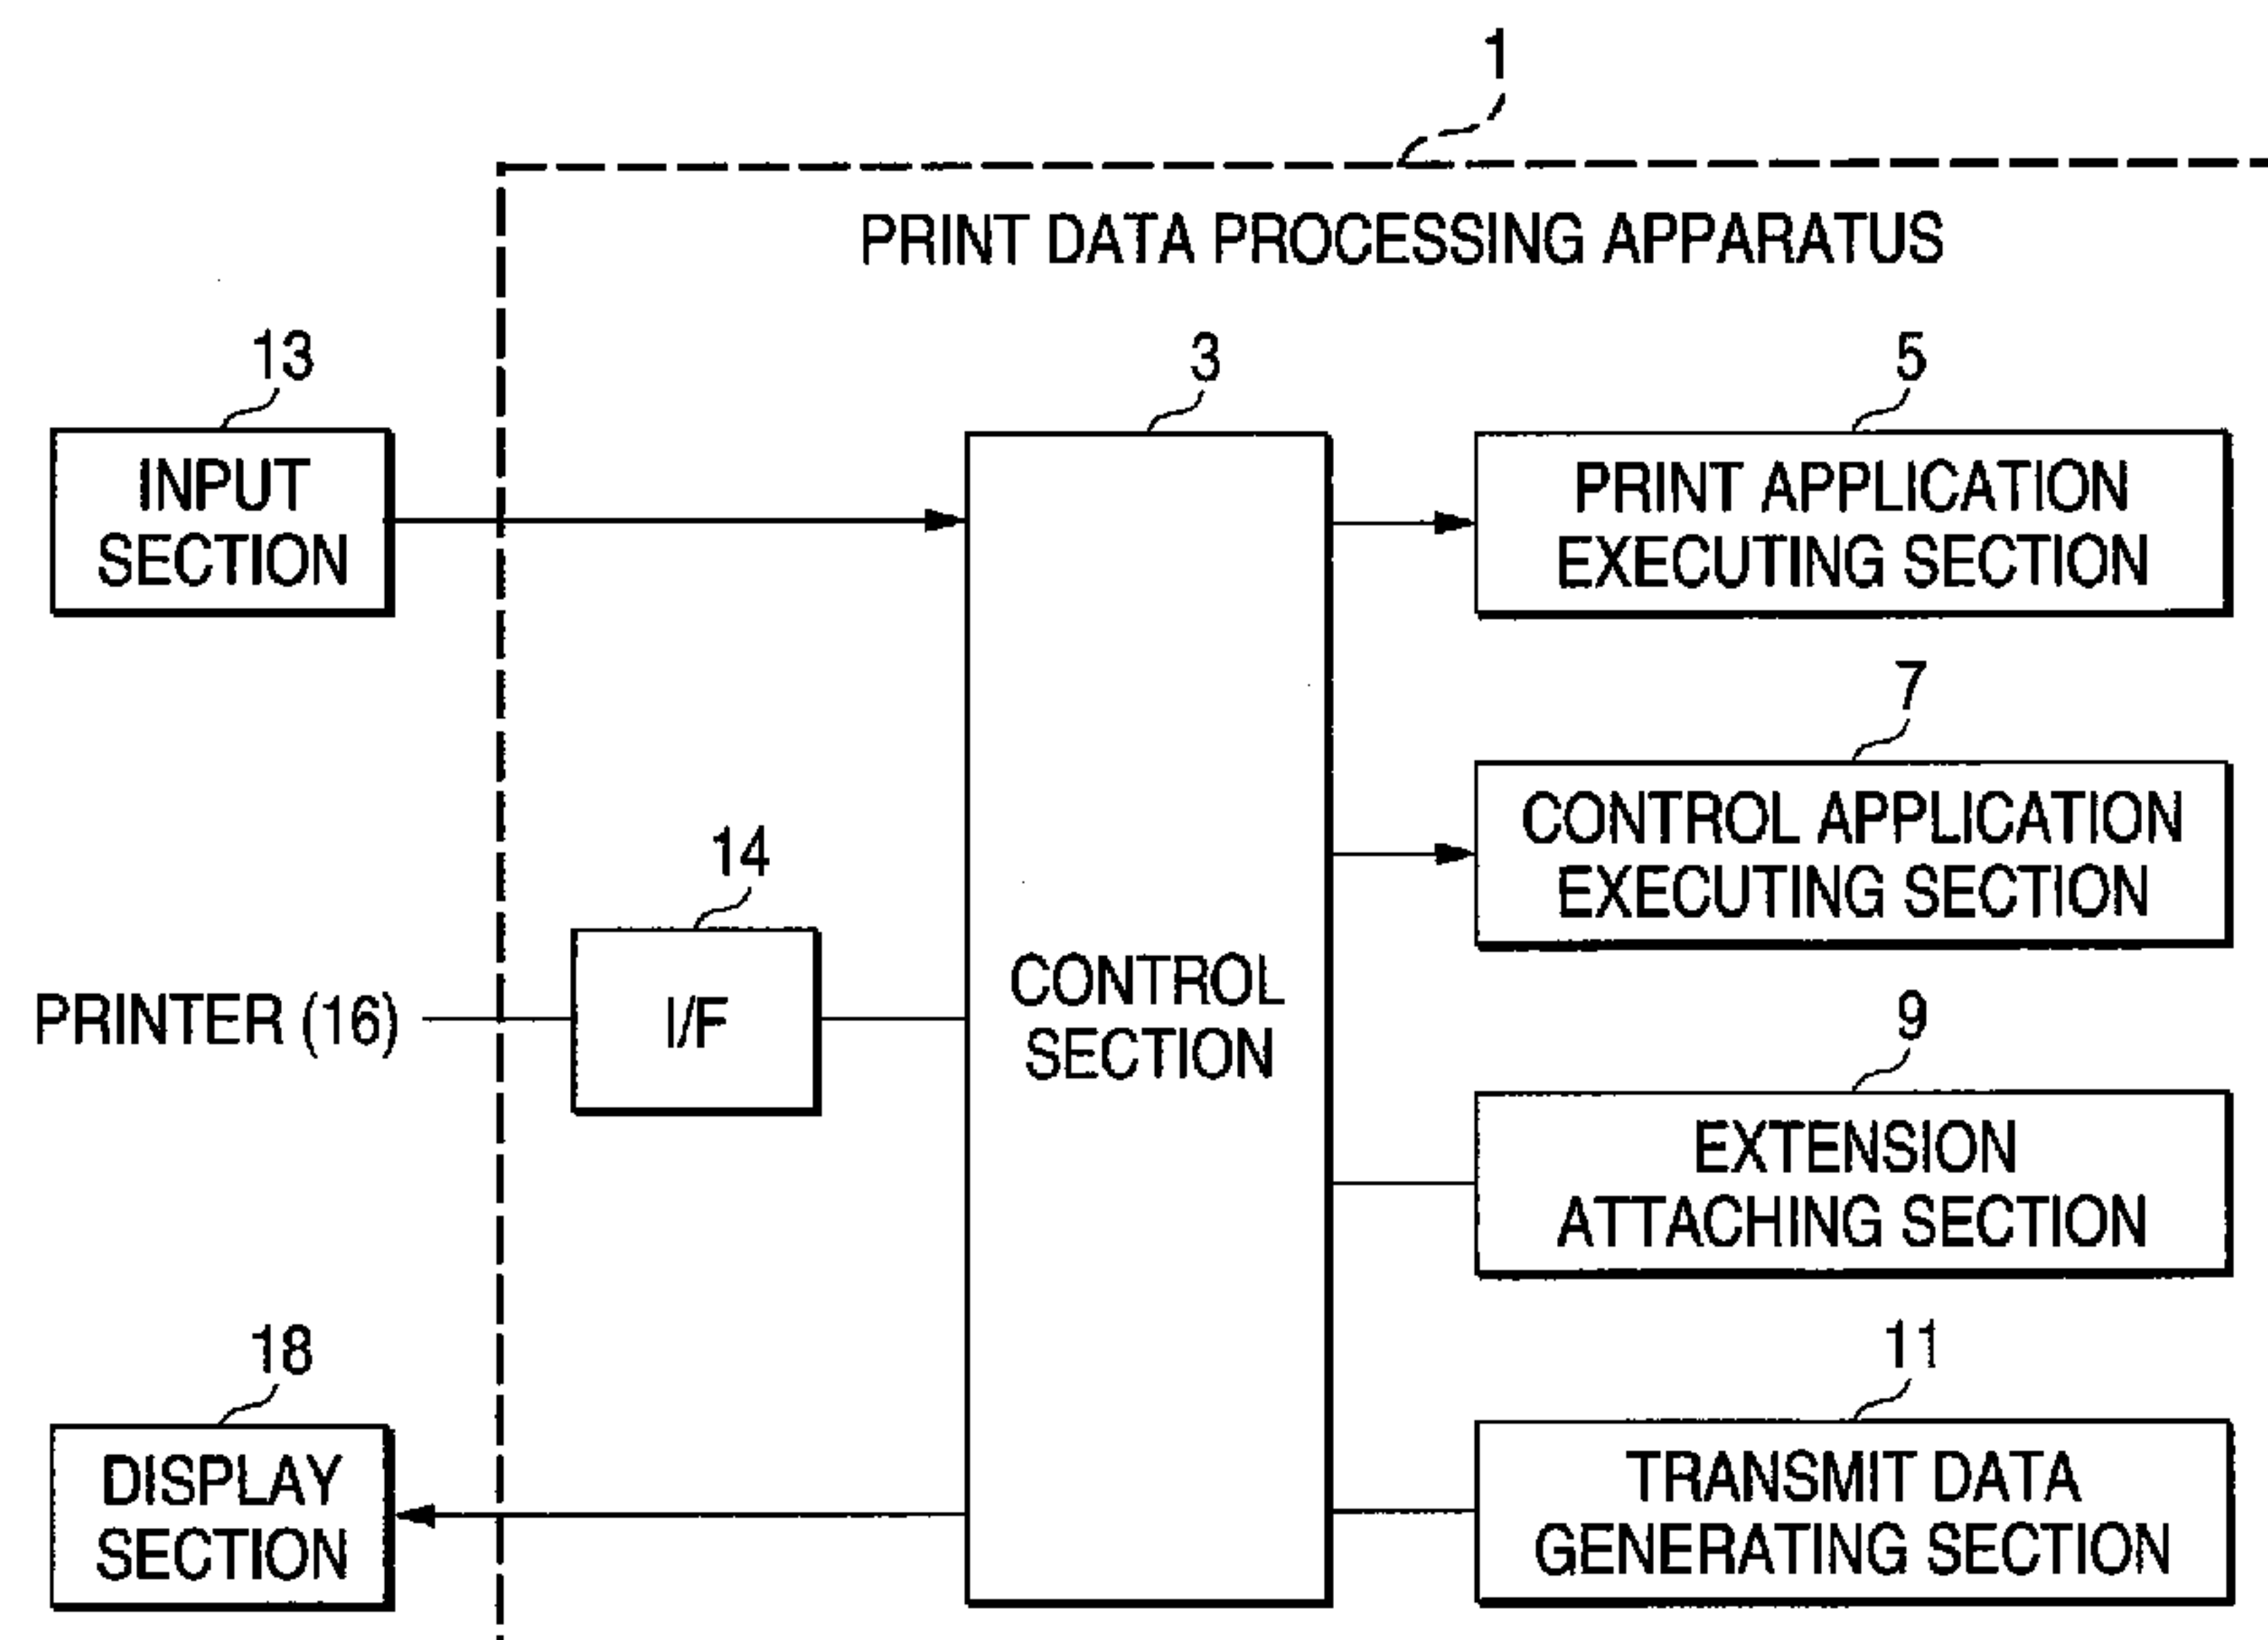 1
PRINT DATA PROCESSING APPARATUS
13
INPUT
SECTION
3
5
PRINT APPLICATION
EXECUTING SECTION
7
CONTROL APPLICATION
EXECUTING SECTION
14
PRINTER (16)
I/F
CONTROL
SECTION
9
EXTENSION
ATTACHING SECTION
18
DISPLAY
SECTION
11
TRANSMIT DATA
GENERATING SECTION